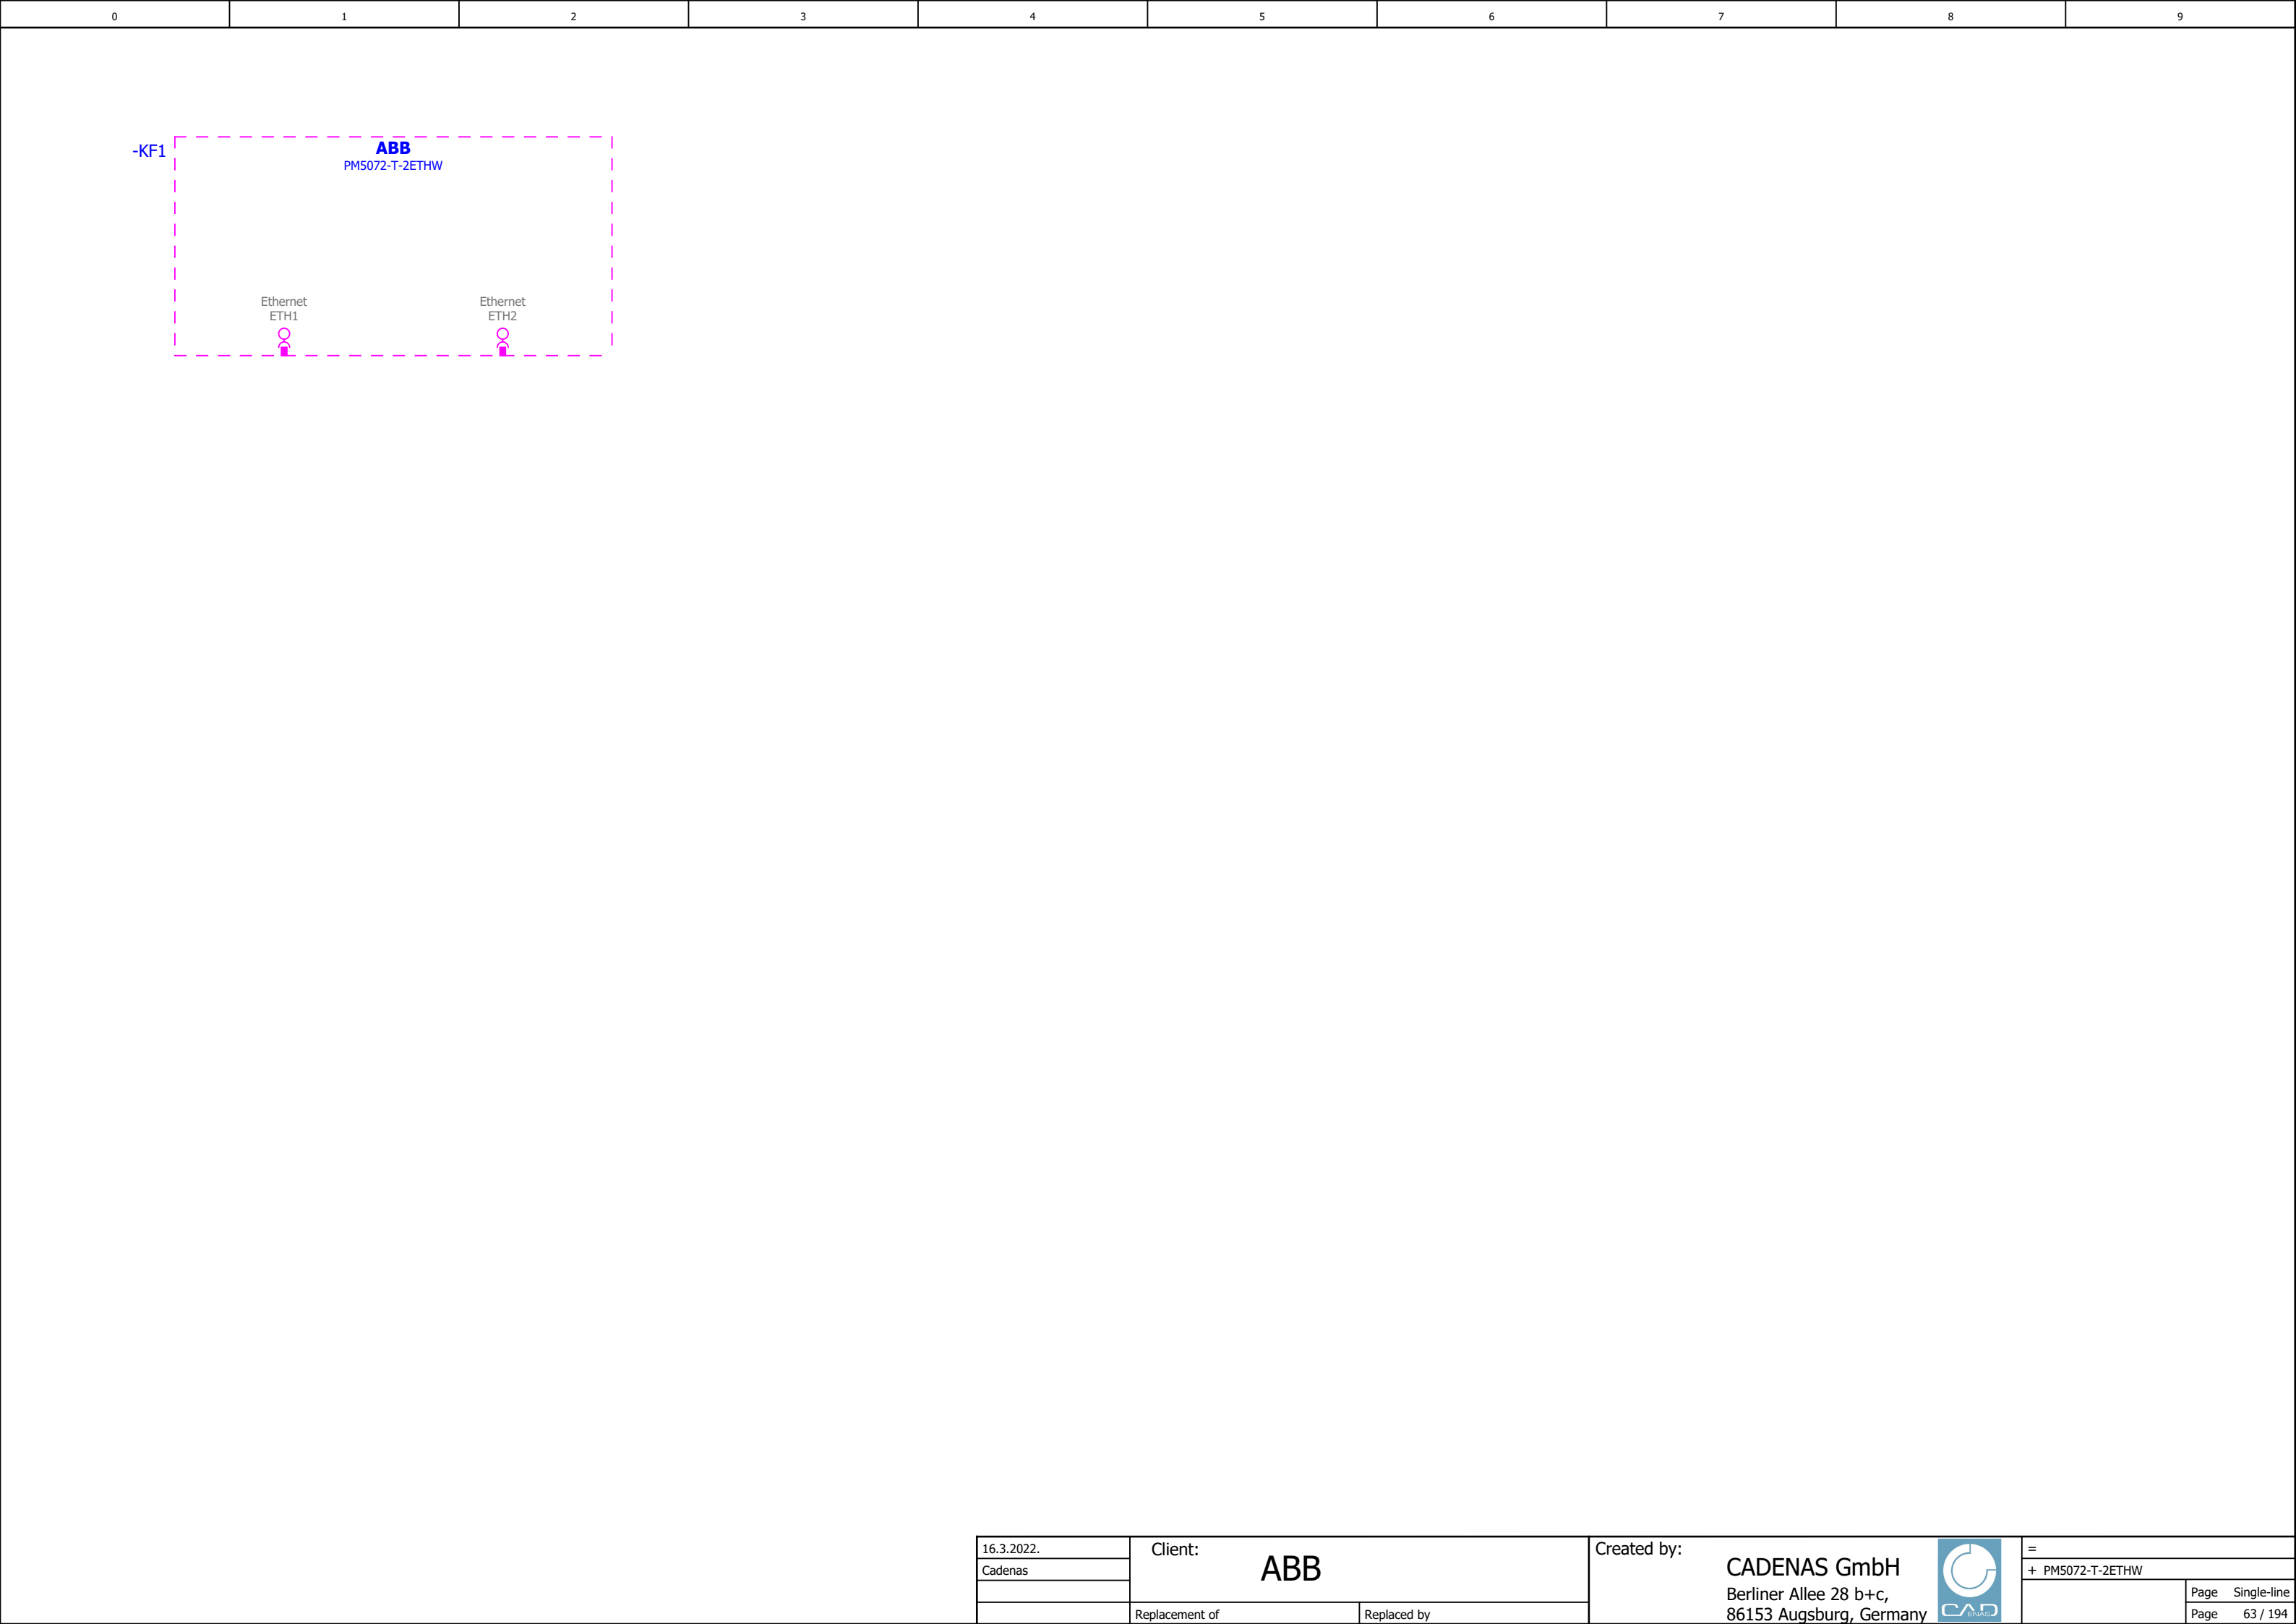 0 1 2 3 4 5 6 7 8 9
-KF1
ABB
PM5072-T-2ETHW
Ethernet
ETH1
Ethernet
ETH2
16.3.2022.
Cadenas
Client:
ABB
Replacement of
Replaced by
Created by:
CADENAS GmbH
Berliner Allee 28 b+c,
86153 Augsburg, Germany
CADENAS
=
+ PM5072-T-2ETHW
Page Single-line
Page 63 / 194